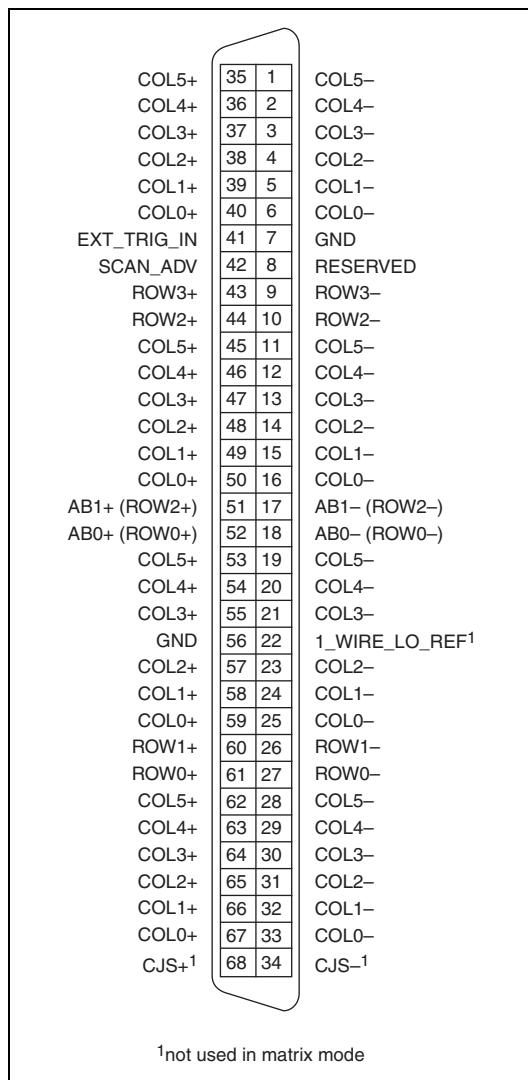 COL5+ 35 1 COL5–
COL4+ 36 2 COL4–
COL3+ 37 3 COL3–
COL2+ 38 4 COL2–
COL1+ 39 5 COL1–
COL0+ 40 6 COL0–
EXT_TRIG_IN 41 7 GND
SCAN_ADV 42 8 RESERVED
ROW3+ 43 9 ROW3–
ROW2+ 44 10 ROW2–
COL5+ 45 11 COL5–
COL4+ 46 12 COL4–
COL3+ 47 13 COL3–
COL2+ 48 14 COL2–
COL1+ 49 15 COL1–
COL0+ 50 16 COL0–
AB1+ (ROW2+) 51 17 AB1– (ROW2–)
AB0+ (ROW0+) 52 18 AB0– (ROW0–)
COL5+ 53 19 COL5–
COL4+ 54 20 COL4–
COL3+ 55 21 COL3–
GND 56 22 1_WIRE_LO_REF1
COL2+ 57 23 COL2–
COL1+ 58 24 COL1–
COL0+ 59 25 COL0–
ROW1+ 60 26 ROW1–
ROW0+ 61 27 ROW0–
COL5+ 62 28 COL5–
COL4+ 63 29 COL4–
COL3+ 64 30 COL3–
COL2+ 65 31 COL2–
COL1+ 66 32 COL1–
COL0+ 67 33 COL0–
CJS+1 68 34 CJS–1
1not used in matrix mode